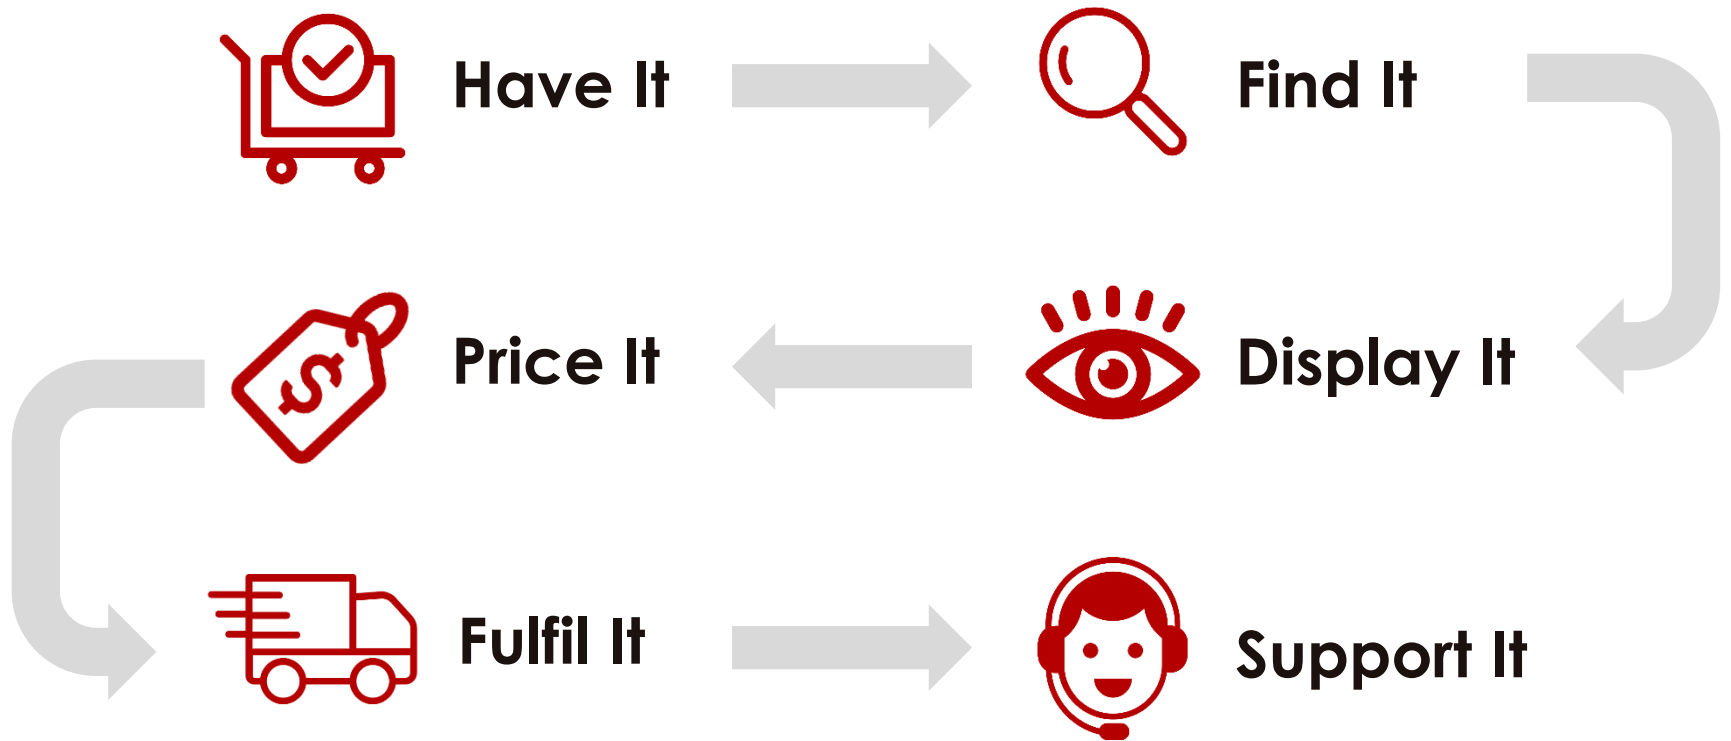 Have It
Find It
Display It
Price It
Fulfil It
Support It